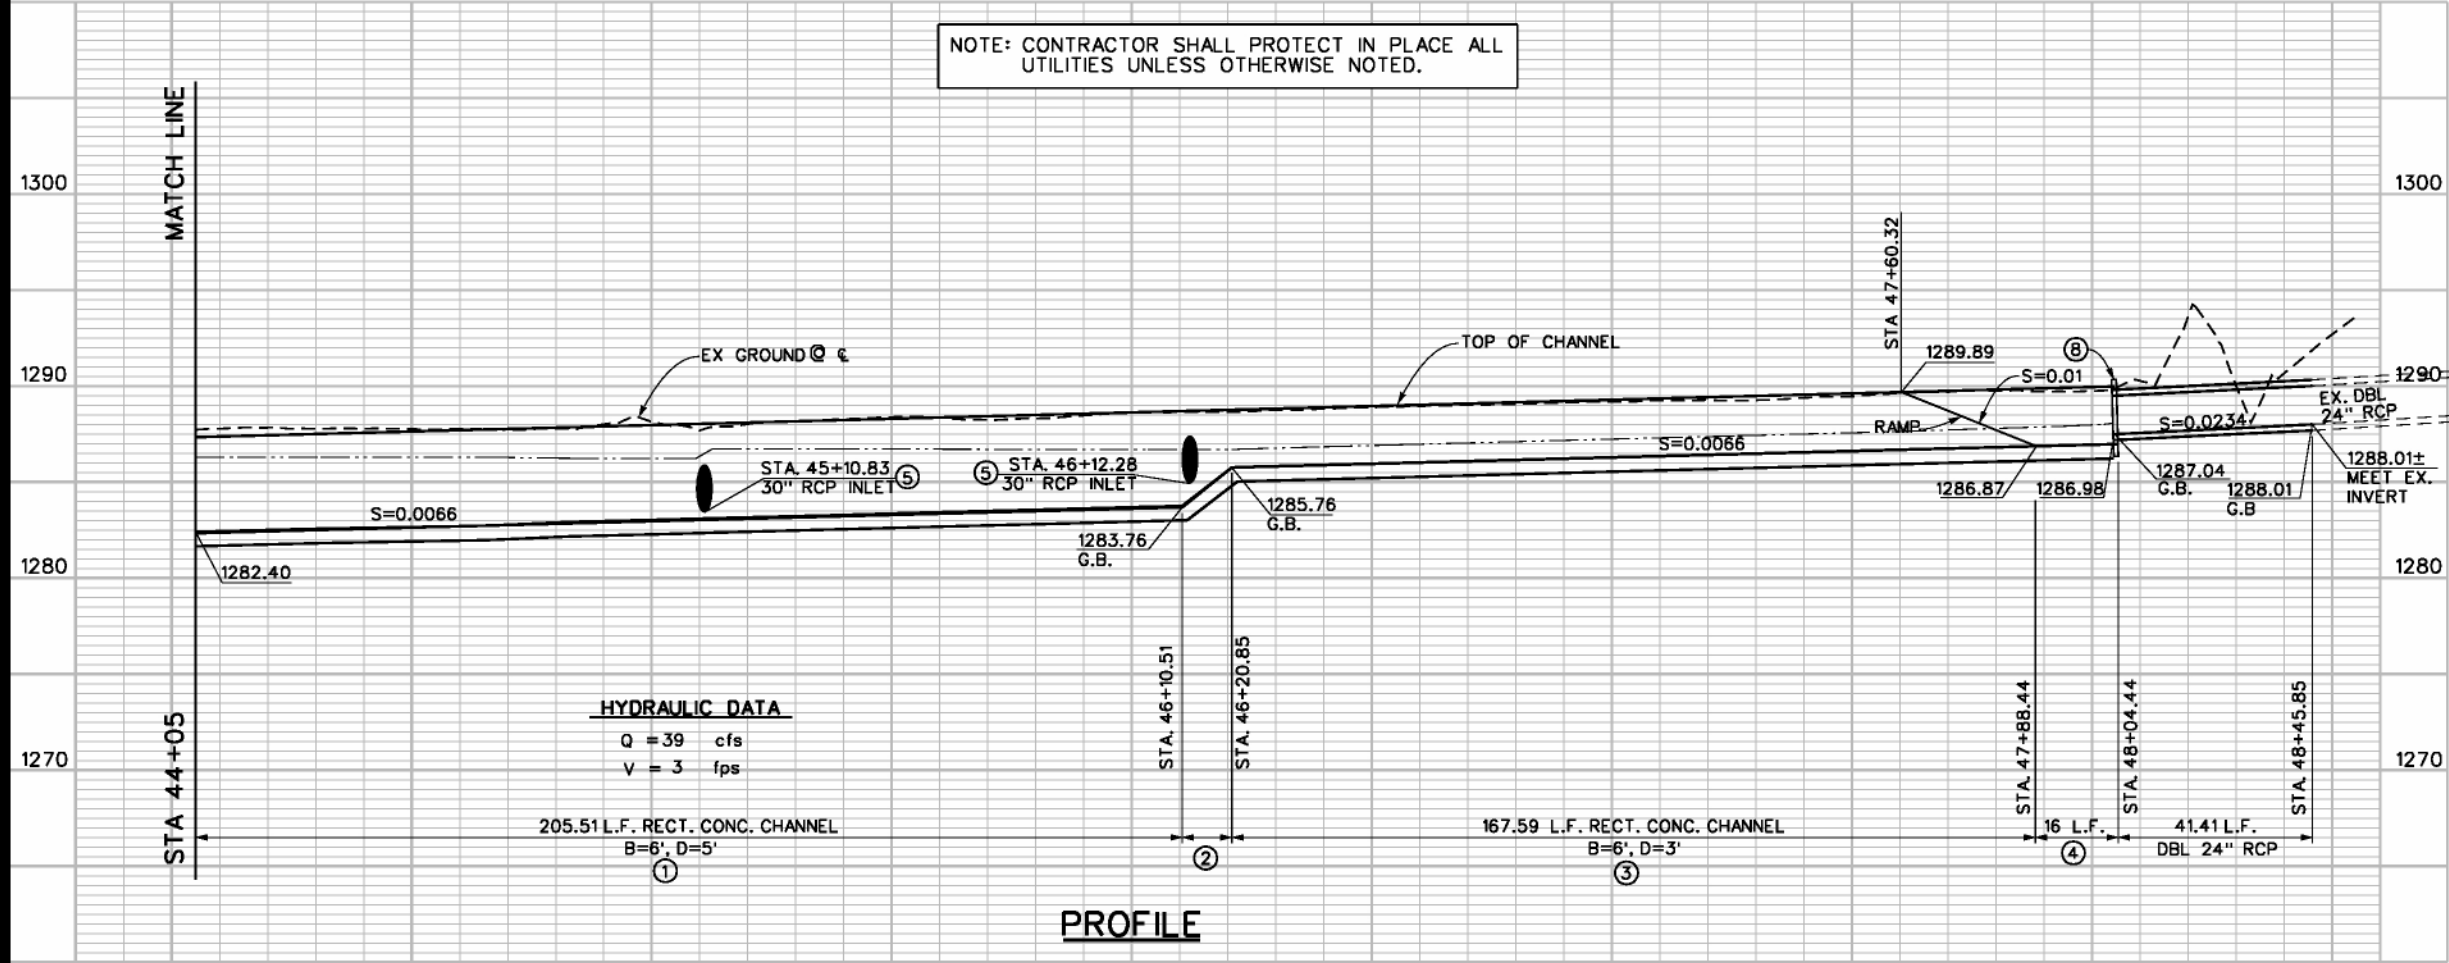 NOTE: CONTRACTOR SHALL PROTECT IN PLACE ALL
UTILITIES UNLESS OTHERWISE NOTED.
MATCH LINE
STA 44+05
1300
1290
1280
1270
1300
1290
1280
1270
EX GROUND @ ℄
TOP OF CHANNEL
STA 47+60.32
1289.89
8
S=0.01
RAMP
EX. DBL
24" RCP
S=0.0234
S=0.0066
STA. 45+10.83
30" RCP INLET
5
5
STA. 46+12.28
30" RCP INLET
S=0.0066
1282.40
1283.76
G.B.
1285.76
G.B.
1286.87
1286.98
1287.04
G.B.
1288.01
G.B
1288.01±
MEET EX.
INVERT
STA. 46+10.51
STA. 46+20.85
STA. 47+88.44
STA. 48+04.44
STA. 48+45.85
HYDRAULIC DATA
Q = 39 cfs
V = 3 fps
205.51 L.F. RECT. CONC. CHANNEL
B=6', D=5'
1
2
167.59 L.F. RECT. CONC. CHANNEL
B=6', D=3'
3
16 L.F.
4
41.41 L.F.
DBL 24" RCP
PROFILE